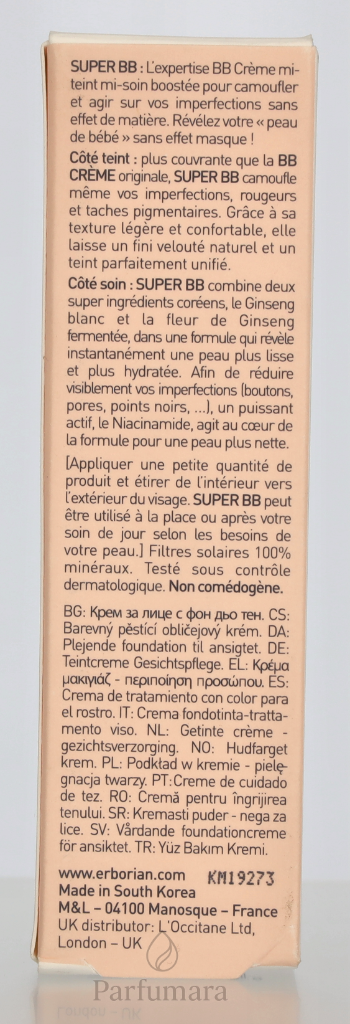 SUPER BB : L'expertise BB Crème mi-
teint mi-soin boostée pour camoufler
et agir sur vos imperfections sans
effet de matière. Révélez votre « peau
de bébé » sans effet masque !
Côté teint : plus couvrante que la BB
CRÈME originale, SUPER BB camoufle
même vos imperfections, rougeurs
et taches pigmentaires. Grâce à sa
texture légère et confortable, elle
laisse un fini velouté naturel et un
teint parfaitement unifié.
Côté soin : SUPER BB combine deux
super ingrédients coréens, le Ginseng
blanc et la fleur de Ginseng
fermentée, dans une formule qui révèle
instantanément une peau plus lisse
et plus hydratée. Afin de réduire
visiblement vos imperfections (boutons,
pores, points noirs, ...), un puissant
actif, le Niacinamide, agit au cœur de
la formule pour une peau plus nette.
[Appliquer une petite quantité de
produit et étirer de l'intérieur vers
l'extérieur du visage. SUPER BB peut
être utilisé à la place ou après votre
soin de jour selon les besoins de
votre peau.] Filtres solaires 100%
minéraux. Testé sous contrôle
dermatologique. Non comédogène.
BG: Крем за лице с фон дьо тен. CS:
Barevný pěstící obličejový krém. DA:
Plejende foundation til ansigtet. DE:
Teintcreme Gesichtspflege. EL: Κρέμα
μακιγιάζ - περιποίηση προσώπου. ES:
Crema de tratamiento con color para
el rostro. IT: Crema fondotinta-tratta-
mento viso. NL: Getinte crème -
gezichtsverzorging. NO: Hudfarget
krem. PL: Podkład w kremie - pielę-
gnacja twarzy. PT:Creme de cuidado
de tez. RO: Cremă pentru îngrijirea
tenului. SR: Kremasti puder - nega za
lice. SV: Vårdande foundationcreme
för ansiktet. TR: Yüz Bakım Kremi.
www.erborian.com KM19273
Made in South Korea
M&L – 04100 Manosque – France
UK distributor: L'Occitane Ltd,
London – UK
Parfumara